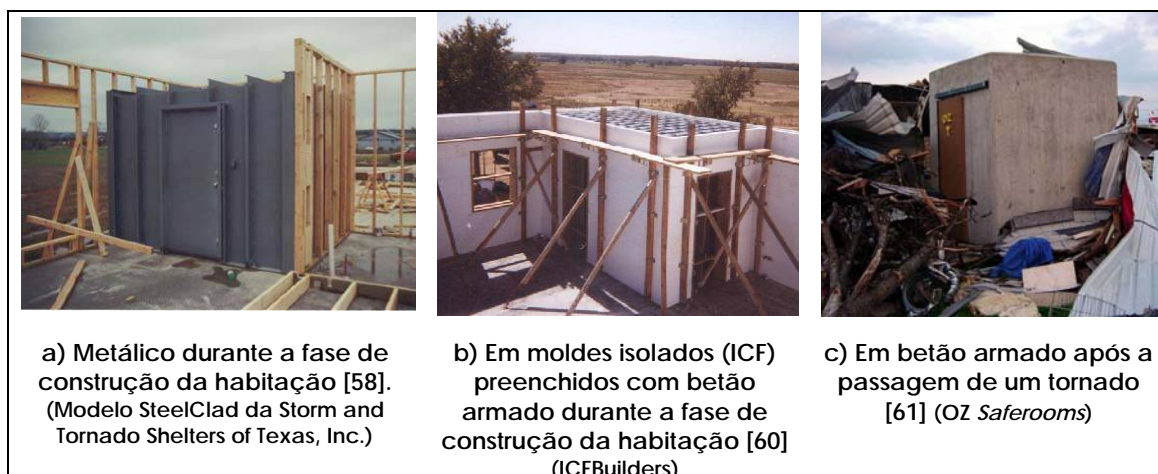 a) Metálico durante a fase de
construção da habitação [58].
(Modelo SteelClad da Storm and
Tornado Shelters of Texas, Inc.)
b) Em moldes isolados (ICF)
preenchidos com betão
armado durante a fase de
construção da habitação [60]
(ICFBuilders)
c) Em betão armado após a
passagem de um tornado
[61] (OZ Saferooms)
OZ